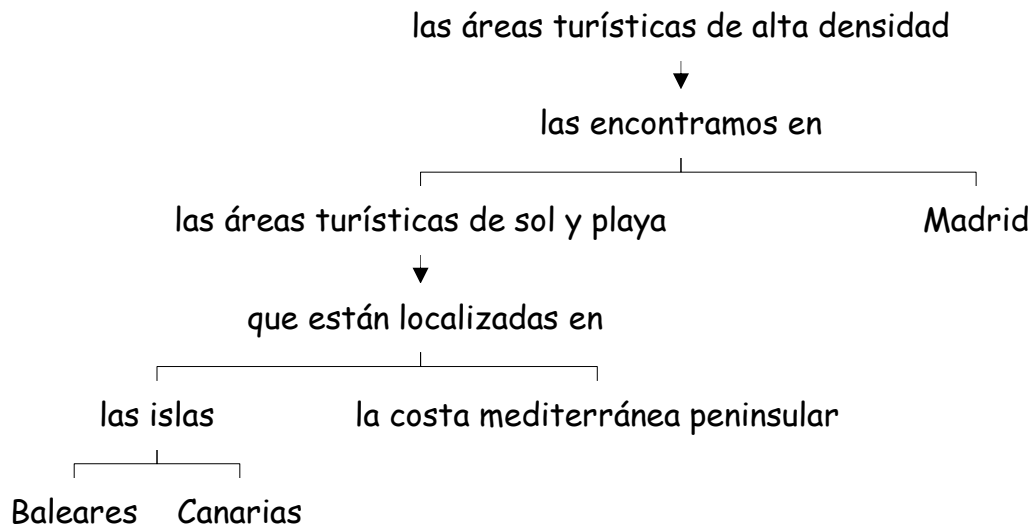 las áreas turísticas de alta densidad
las encontramos en
las áreas turísticas de sol y playa
Madrid
que están localizadas en
las islas
la costa mediterránea peninsular
Baleares
Canarias